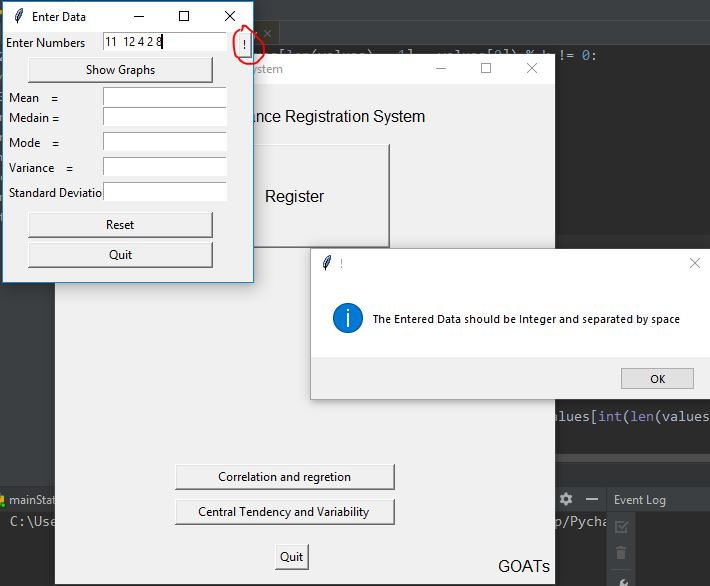 Enter Data
Enter Numbers 11 12 4 2 8 !
[len(values) - 1] - values[0]) % k != 0:
Show Graphs
ystem
Mean =
Medain =
ance Registration System
Mode =
Variance =
Standard Deviatio
Register
Reset
Quit
!
The Entered Data should be Integer and separated by space
OK
alues[int(len(values
Correlation and regretion
mainStat
Event Log
Central Tendency and Variability
C:\Use
p/Pycha
Quit
GOATs